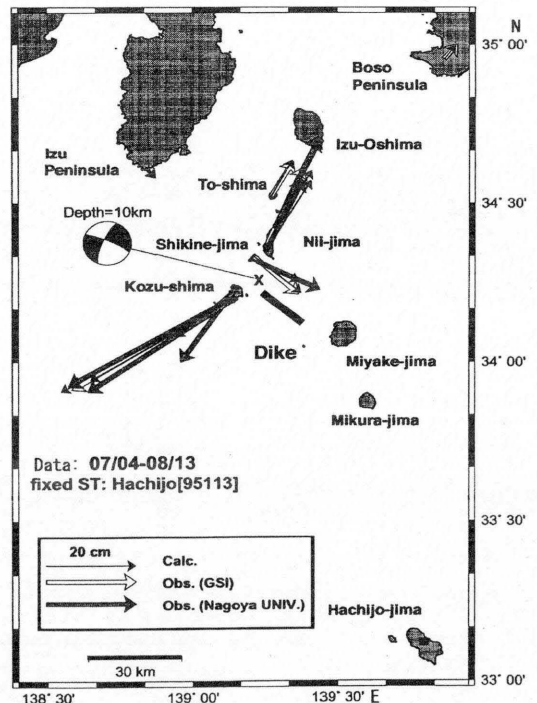 N
35° 00'
Boso
Peninsula
Izu-Oshima
Izu
Peninsula
To-shima
34° 30'
Depth=10km
Shikine-jima
Nii-jima
X
Kozu-shima
Dike
34° 00'
Miyake-jima
Mikura-jima
Data: 07/04-08/13
fixed ST: Hachijo[95113]
33° 30'
20 cm
Calc.
Obs. (GSI)
Obs. (Nagoya UNIV.)
Hachijo-jima
30 km
33° 00'
138° 30'
139° 00'
139° 30' E